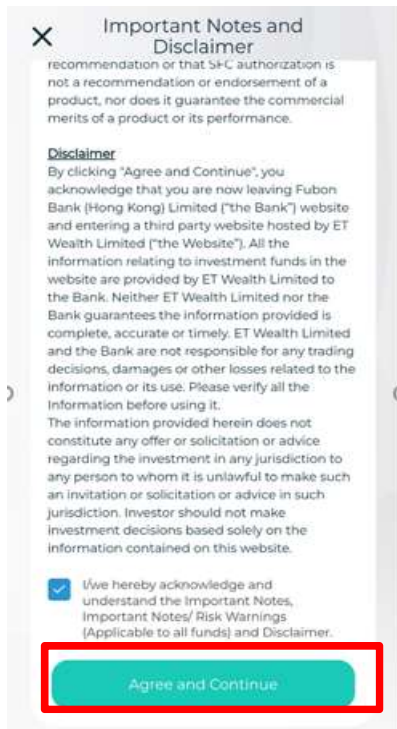 Important Notes and
Disclaimer
recommendation or that SFC authorization is
not a recommendation or endorsement of a
product, nor does it guarantee the commercial
merits of a product or its performance.
Disclaimer
By clicking "Agree and Continue", you
acknowledge that you are now leaving Fubon
Bank (Hong Kong) Limited ("the Bank") website
and entering a third party website hosted by ET
Wealth Limited ("the Website"). All the
information relating to investment funds in the
website are provided by ET Wealth Limited to
the Bank. Neither ET Wealth Limited nor the
Bank guarantees the information provided is
complete, accurate or timely. ET Wealth Limited
and the Bank are not responsible for any trading
decisions, damages or other losses related to the
information or its use. Please verify all the
Information before using it.
The information provided herein does not
constitute any offer or solicitation or advice
regarding the investment in any jurisdiction to
any person to whom it is unlawful to make such
an invitation or solicitation or advice in such
jurisdiction. Investor should not make
investment decisions based solely on the
information contained on this website.
I/we hereby acknowledge and
understand the Important Notes,
Important Notes/ Risk Warnings
(Applicable to all funds) and Disclaimer.
Agree and Continue